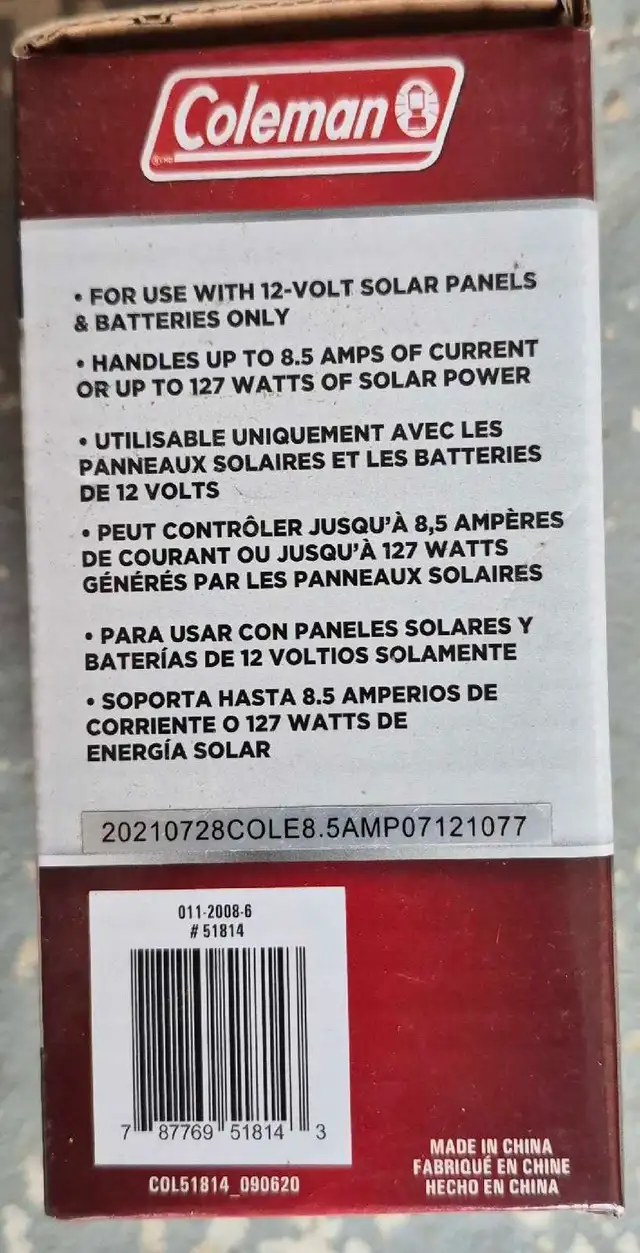 Coleman
• FOR USE WITH 12-VOLT SOLAR PANELS
& BATTERIES ONLY
• HANDLES UP TO 8.5 AMPS OF CURRENT
OR UP TO 127 WATTS OF SOLAR POWER
• UTILISABLE UNIQUEMENT AVEC LES
PANNEAUX SOLAIRES ET LES BATTERIES
DE 12 VOLTS
• PEUT CONTRÔLER JUSQU'À 8,5 AMPÈRES
DE COURANT OU JUSQU'À 127 WATTS
GÉNÉRÉS PAR LES PANNEAUX SOLAIRES
• PARA USAR CON PANELES SOLARES Y
BATERÍAS DE 12 VOLTIOS SOLAMENTE
• SOPORTA HASTA 8.5 AMPERIOS DE
CORRIENTE O 127 WATTS DE
ENERGÍA SOLAR
20210728COLE8.5AMP07121077
011-2008-6
# 51814
7 87769 51814 3
COL51814_090620
MADE IN CHINA
FABRIQUÉ EN CHINE
HECHO EN CHINA